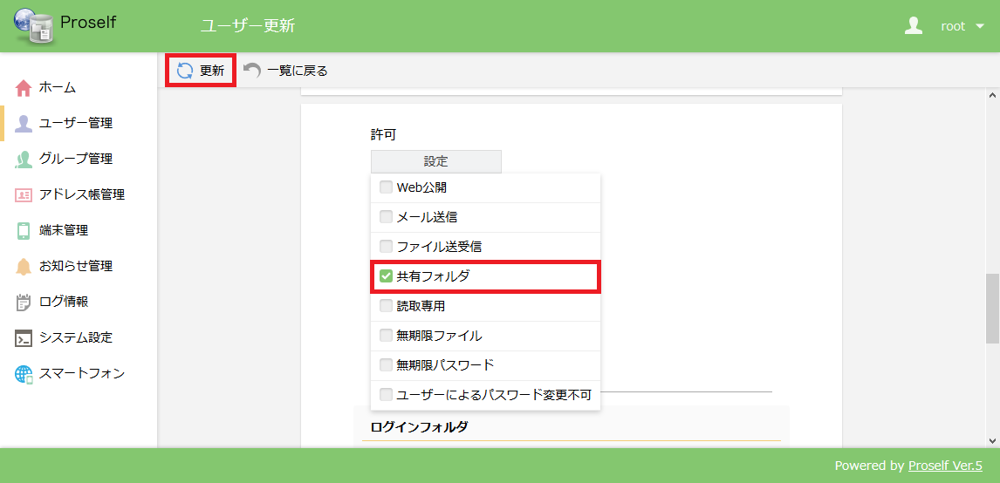 Proself
ユーザー更新
root
更新
一覧に戻る
ホーム
ユーザー管理
グループ管理
アドレス帳管理
端末管理
お知らせ管理
ログ情報
システム設定
スマートフォン
許可
設定
Web公開
メール送信
ファイル送受信
共有フォルダ
読取専用
無期限ファイル
無期限パスワード
ユーザーによるパスワード変更不可
ログインフォルダ
Powered by Proself Ver.5